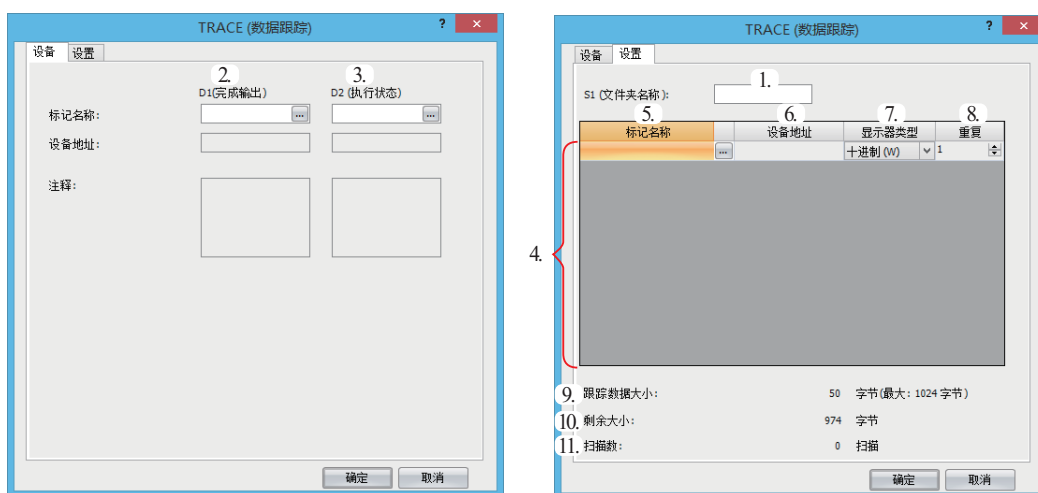 TRACE (数据跟踪)
? ×
设备 设置
2. 3.
D1(完成输出) D2 (执行状态)
标记名称:
... ...
设备地址:
注释:
确定 取消
TRACE (数据跟踪)
? ×
设备 设置
1.
S1 (文件夹名称):
5. 6. 7. 8.
标记名称 设备地址 显示器类型 重复
... 十进制 (W) 1
4.
9. 跟踪数据大小: 50 字节(最大: 1024 字节)
10. 剩余大小: 974 字节
11. 扫描数: 0 扫描
确定 取消